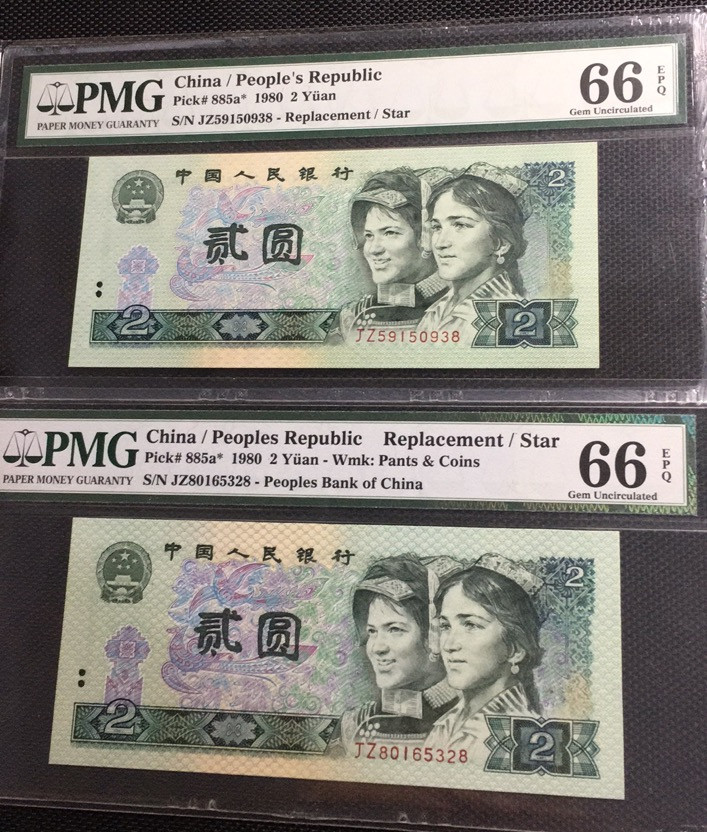 PMG
PAPER MONEY GUARANTY
China / People's Republic
Pick# 885a* 1980 2 Yüan
S/N JZ59150938 - Replacement / Star
66
EPQ
Gem Uncirculated
中国人民银行
2
贰圆
2
JZ59150938
2
PMG
PAPER MONEY GUARANTY
China / Peoples Republic Replacement / Star
Pick# 885a* 1980 2 Yüan - Wmk: Pants & Coins
S/N JZ80165328 - Peoples Bank of China
66
EPQ
Gem Uncirculated
中国人民银行
2
贰圆
2
JZ80165328
2